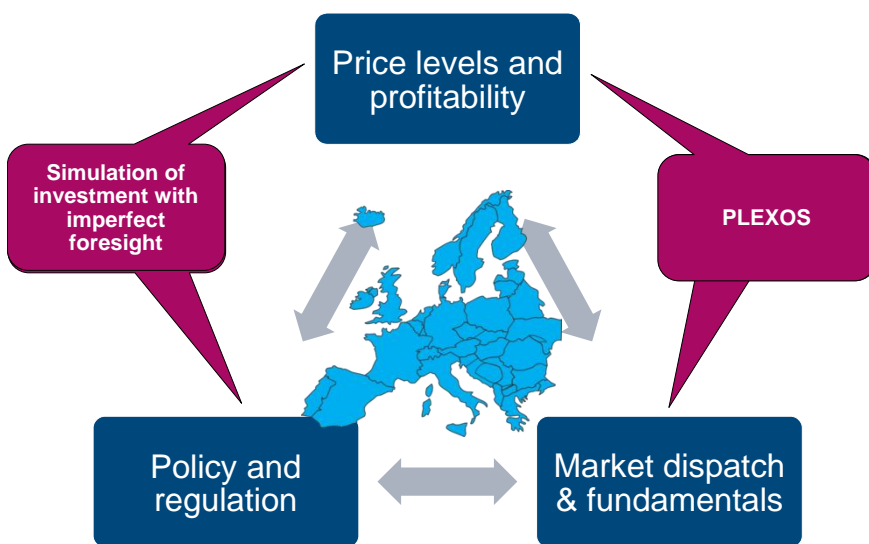 Price levels and
profitability
Simulation of
investment with
imperfect
foresight
PLEXOS
Policy and
regulation
Market dispatch
& fundamentals